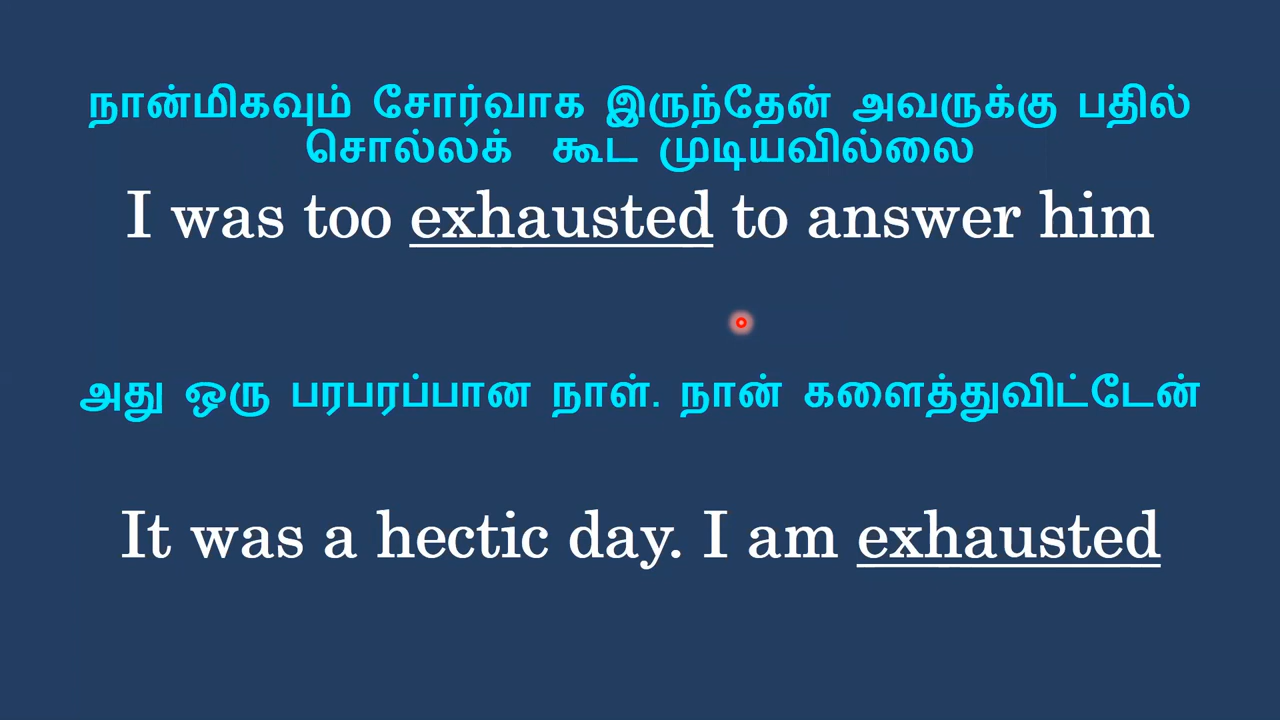 நான்மிகவும் சோர்வாக இருந்தேன் அவருக்கு பதில்
சொல்லக் கூட முடியவில்லை
I was too exhausted to answer him
அது ஒரு பரபரப்பான நாள். நான் களைத்துவிட்டேன்
It was a hectic day. I am exhausted